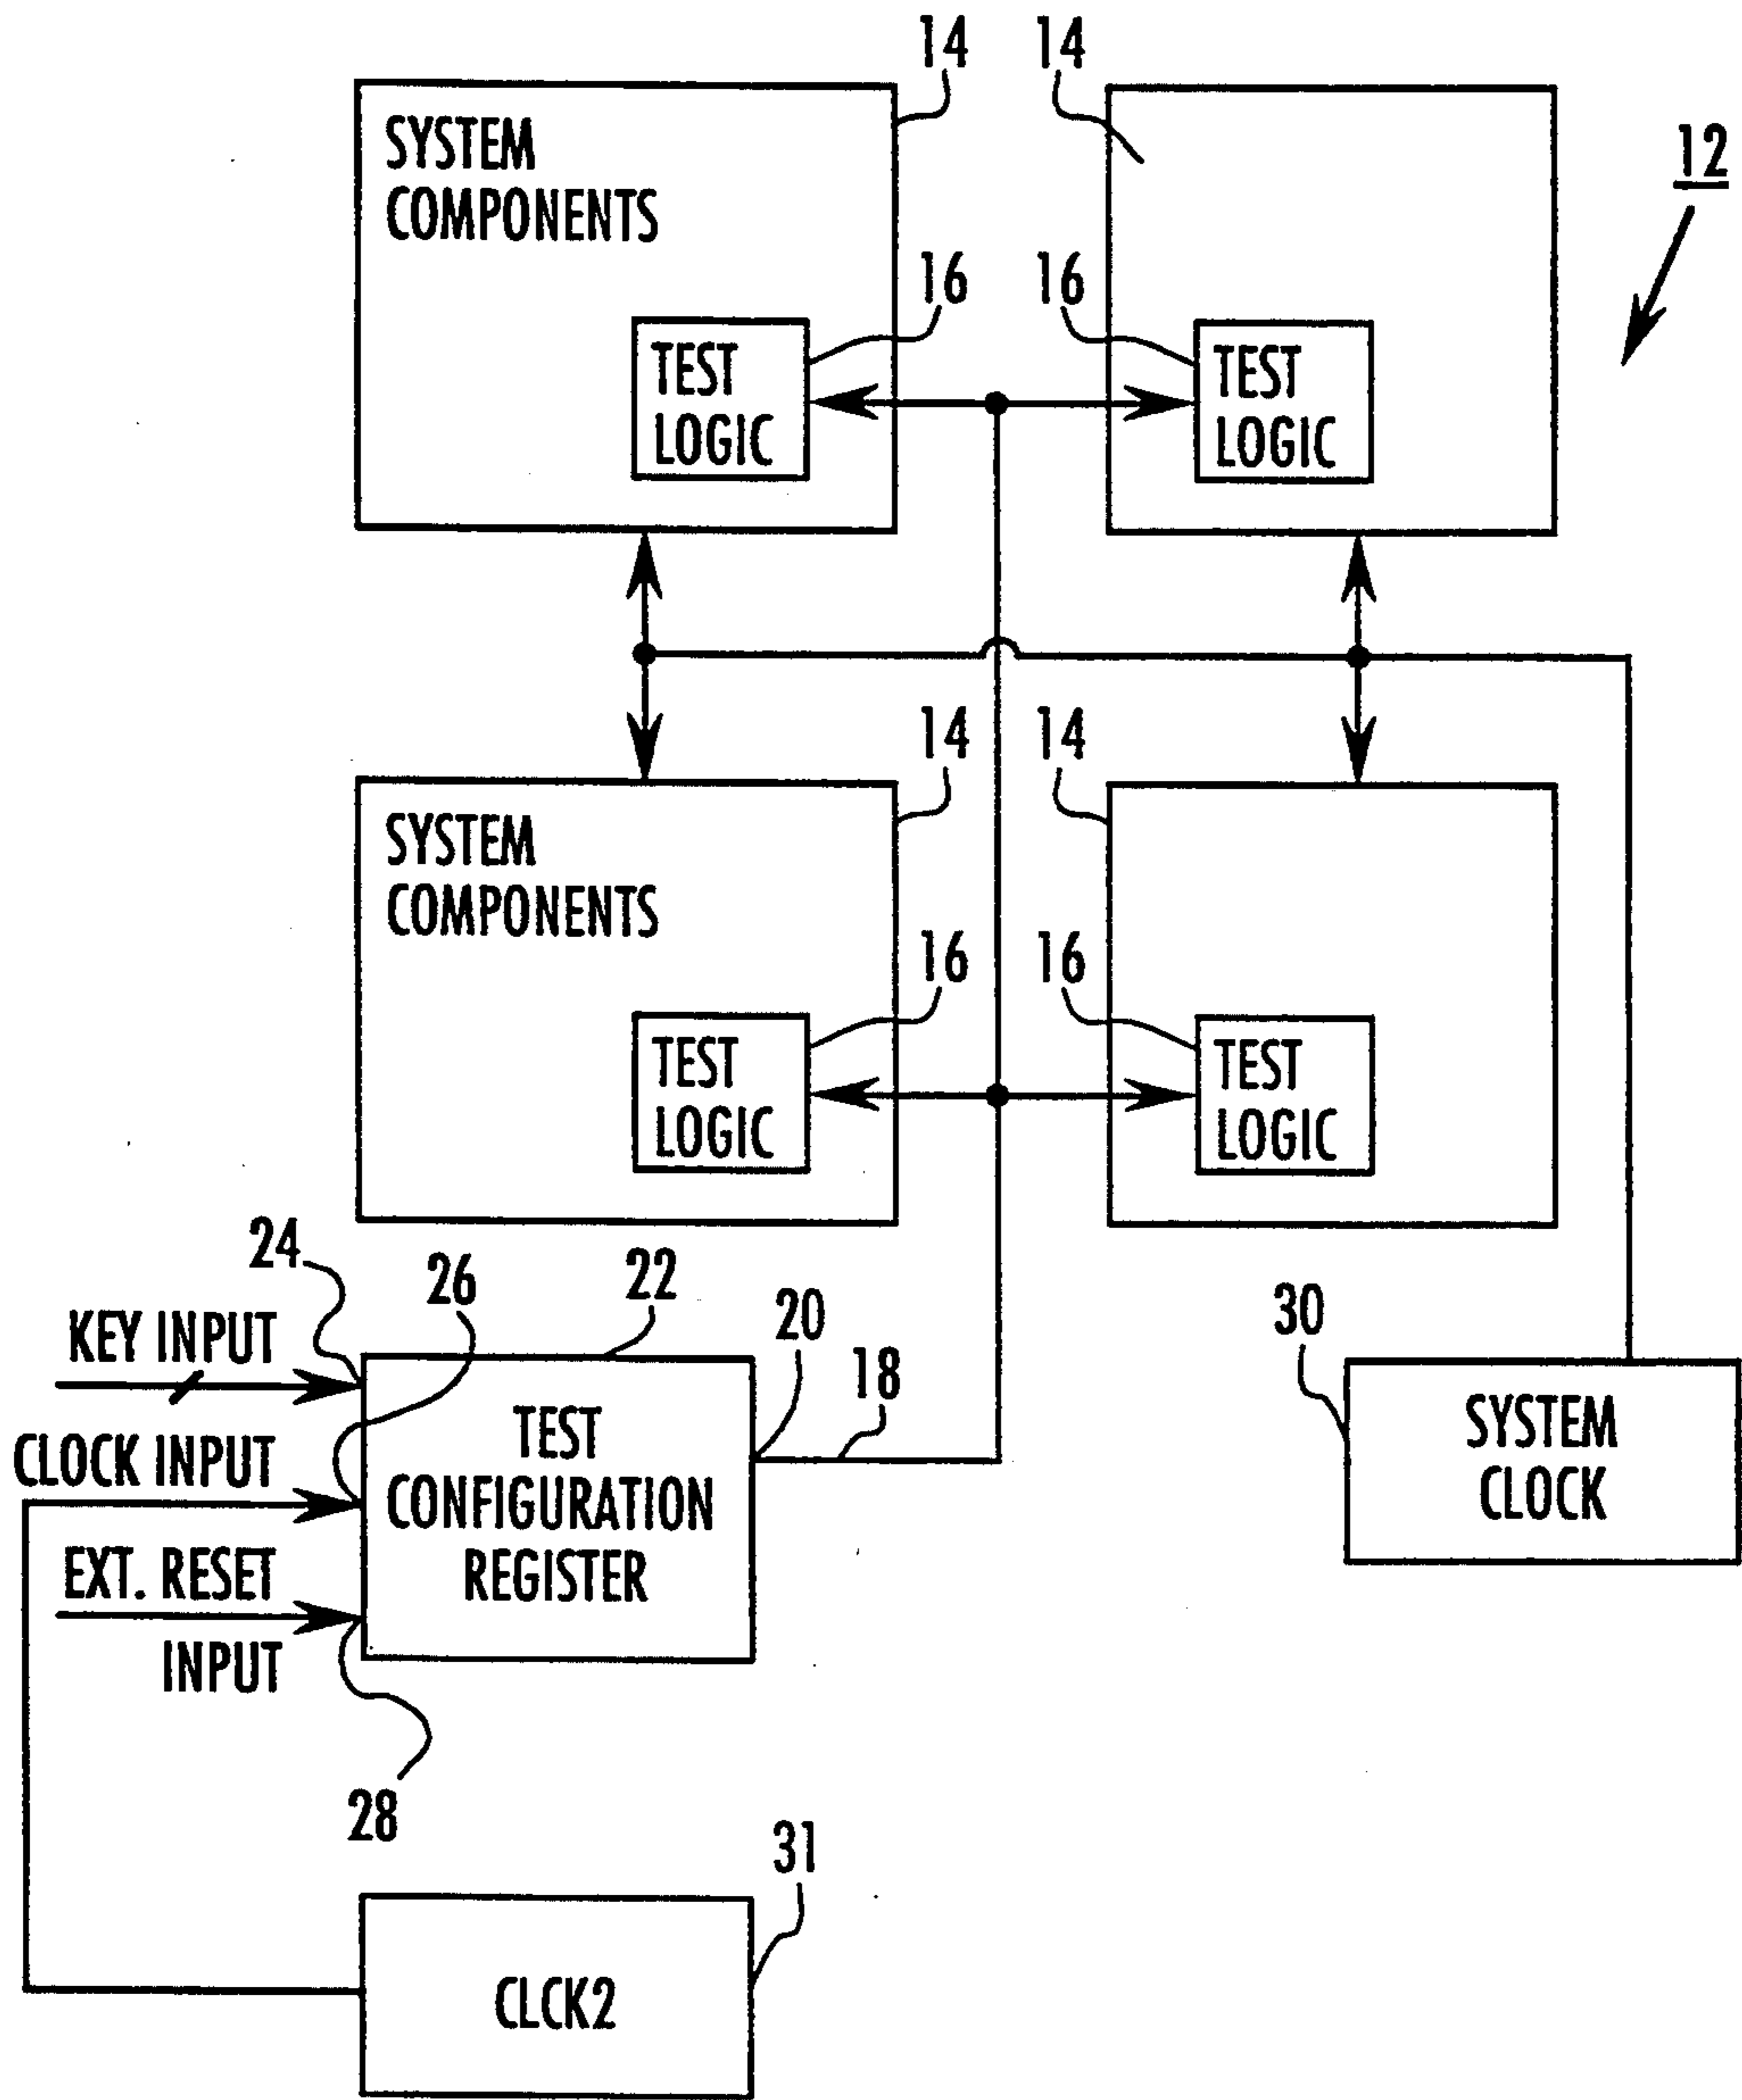 14
14
12
SYSTEM
COMPONENTS
16
16
TEST
LOGIC
TEST
LOGIC
14
14
SYSTEM
COMPONENTS
16
16
TEST
LOGIC
TEST
LOGIC
24
26
22
20
18
30
KEY INPUT
CLOCK INPUT
EXT. RESET
INPUT
TEST
CONFIGURATION
REGISTER
SYSTEM
CLOCK
28
31
CLCK2